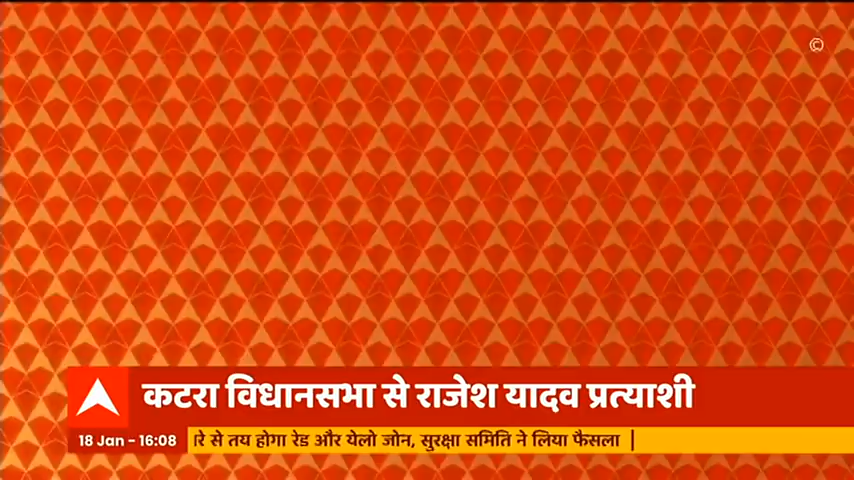 ©
कटरा विधानसभा से राजेश यादव प्रत्याशी
18 Jan - 16:08
रे से तय होगा रेड और येलो जोन, सुरक्षा समिति ने लिया फैसला |